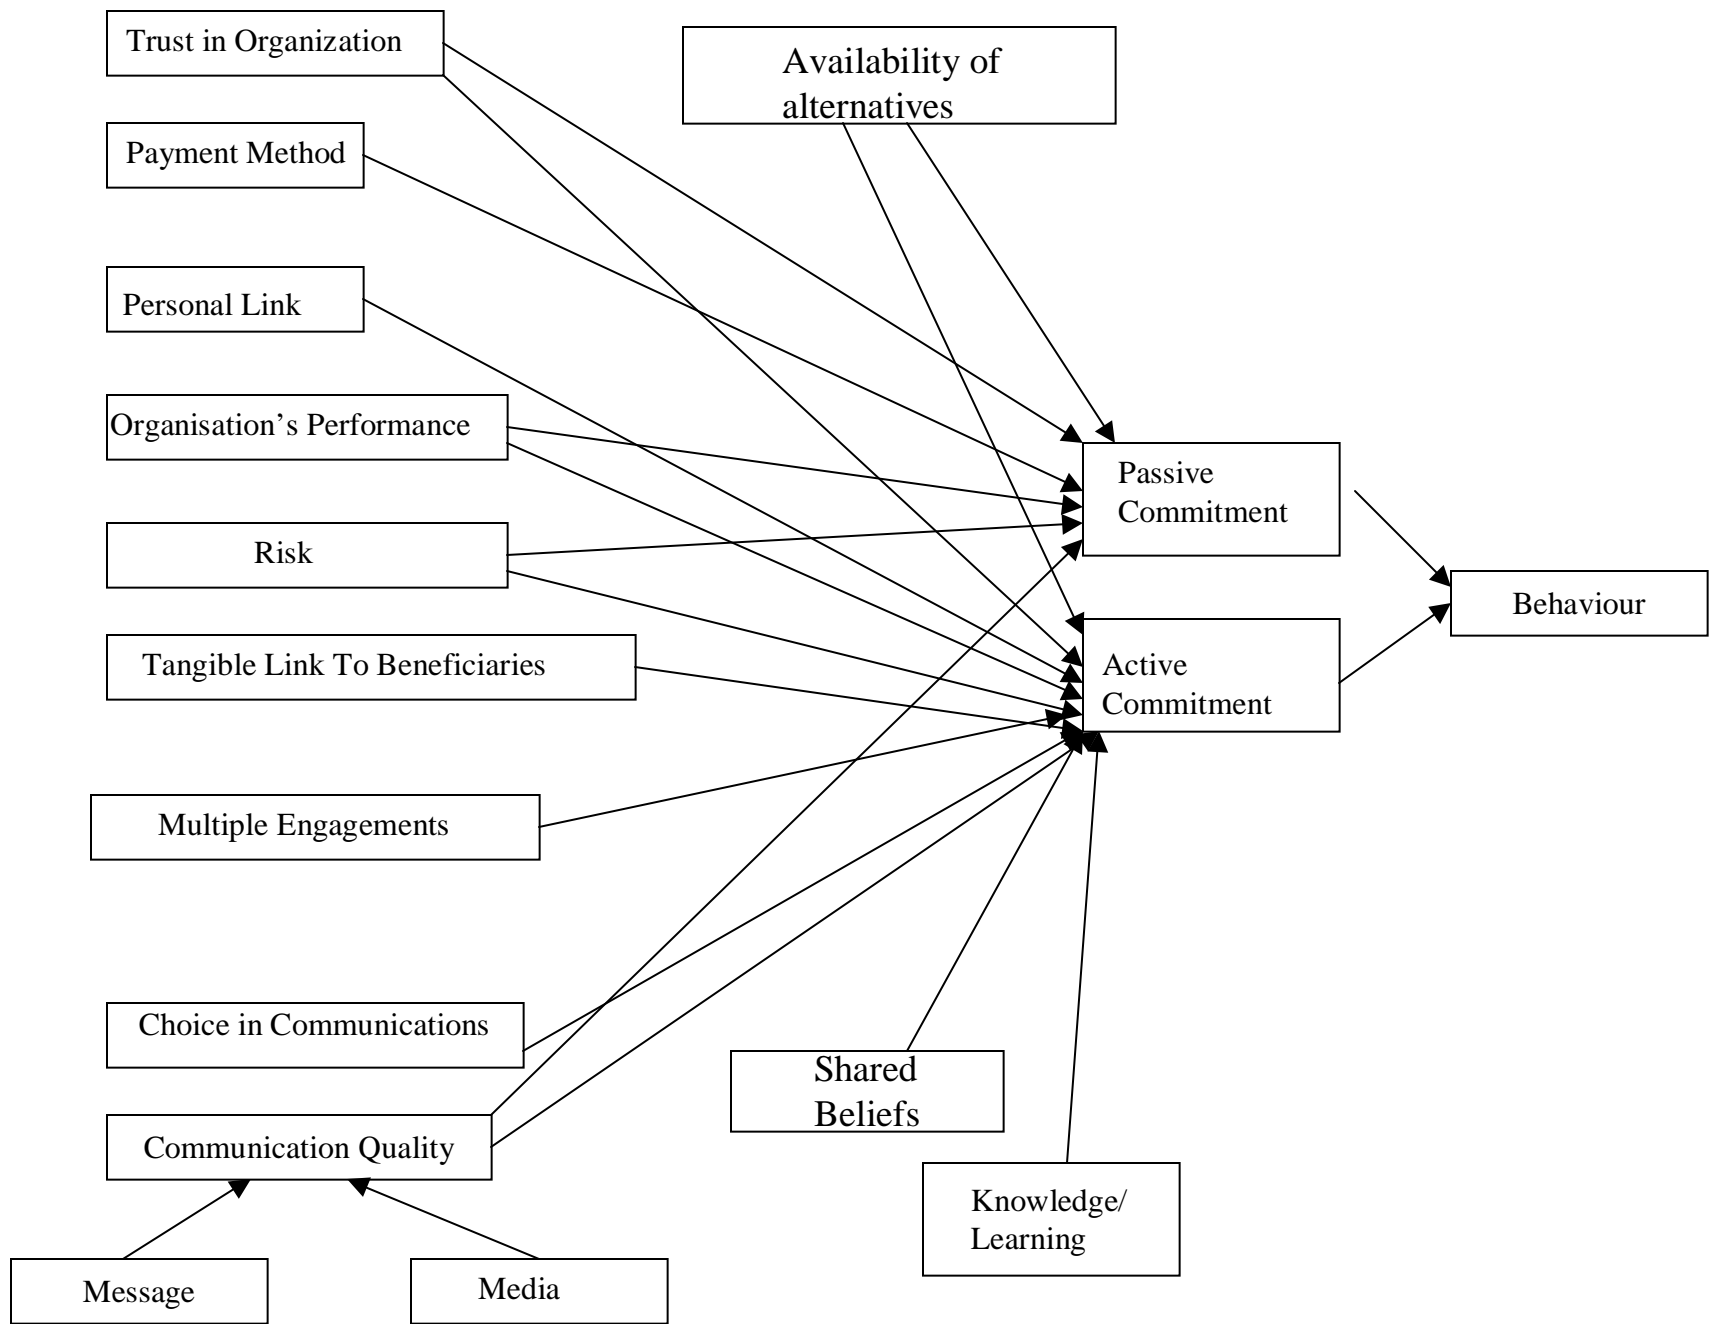 Trust in Organization
Availability of
alternatives
Payment Method
Personal Link
Organisation’s Performance
Passive
Commitment
Risk
Behaviour
Tangible Link To Beneficiaries
Active
Commitment
Multiple Engagements
Choice in Communications
Shared
Beliefs
Communication Quality
Knowledge/
Learning
Message
Media